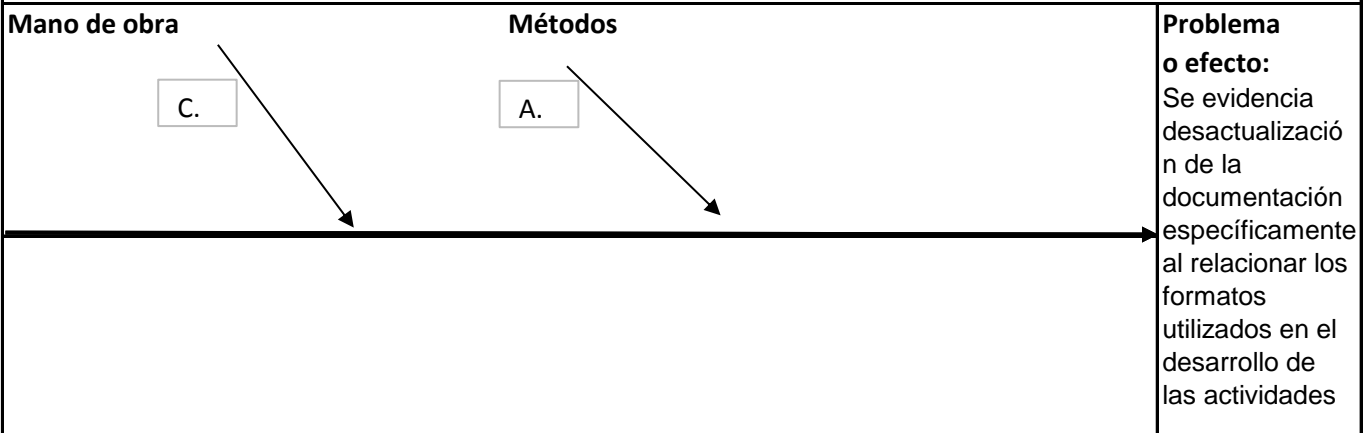 Mano de obra
Métodos
C.
A.
Problema
o efecto:
Se evidencia
desactualizació
n de la
documentación
específicamente
al relacionar los
formatos
utilizados en el
desarrollo de
las actividades